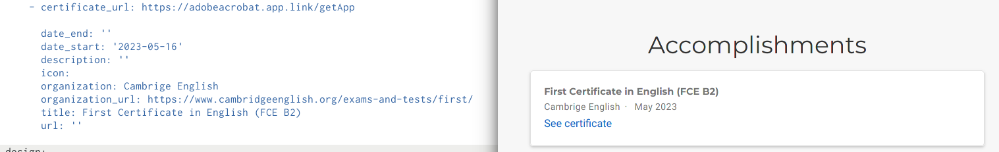 - certificate_url: https://adobeacrobat.app.link/getApp
date_end: ''
date_start: '2023-05-16'
description: ''
icon:
organization: Cambrige English
organization_url: https://www.cambridgeenglish.org/exams-and-tests/first/
title: First Certificate in English (FCE B2)
url: ''
design:
Accomplishments
First Certificate in English (FCE B2)
Cambrige English · May 2023
See certificate